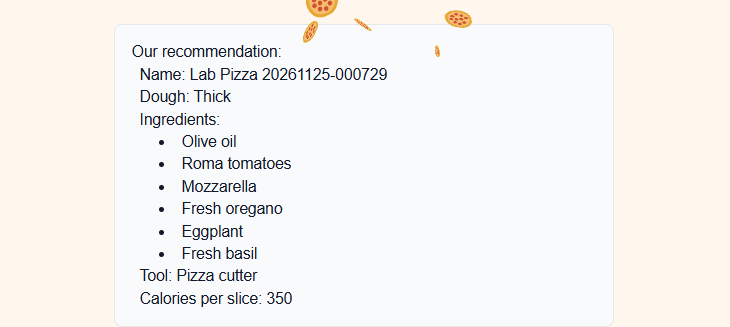 Our recommendation:
Name: Lab Pizza 20261125-000729
Dough: Thick
Ingredients:
• Olive oil
• Roma tomatoes
• Mozzarella
• Fresh oregano
• Eggplant
• Fresh basil
Tool: Pizza cutter
Calories per slice: 350